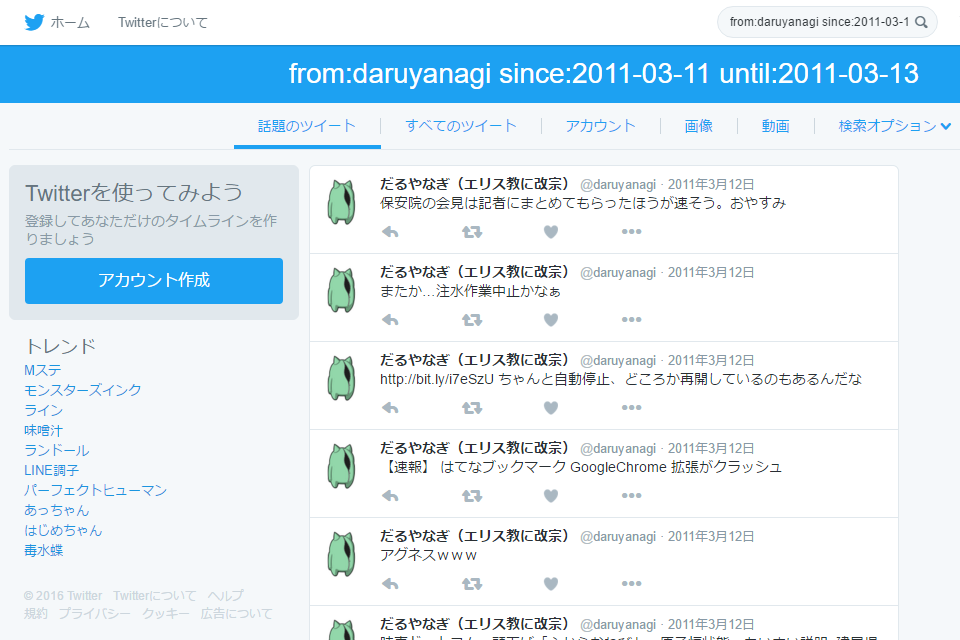 ホーム Twitterについて from:daruyanagi since:2011-03-1
from:daruyanagi since:2011-03-11 until:2011-03-13
話題のツイート すべてのツイート アカウント 画像 動画 検索オプション
Twitterを使ってみよう
登録してあなただけのタイムラインを作
りましょう
アカウント作成
トレンド
Mステ
モンスターズインク
ライン
味噌汁
ランドール
LINE調子
パーフェクトヒューマン
あっちゃん
はじめちゃん
毒水蝶
© 2016 Twitter Twitterについて ヘルプ
規約 プライバシー クッキー 広告について
だるやなぎ（エリス教に改宗） @daruyanagi · 2011年3月12日
保安院の会見は記者にまとめてもらったほうが速そう。おやすみ
だるやなぎ（エリス教に改宗） @daruyanagi · 2011年3月12日
またか…注水作業中止かなぁ
だるやなぎ（エリス教に改宗） @daruyanagi · 2011年3月12日
http://bit.ly/i7eSzU ちゃんと自動停止、どころか再開しているのもあるんだな
だるやなぎ（エリス教に改宗） @daruyanagi · 2011年3月12日
【速報】 はてなブックマーク GoogleChrome 拡張がクラッシュ
だるやなぎ（エリス教に改宗） @daruyanagi · 2011年3月12日
アグネスｗｗｗ
だるやなぎ（エリス教に改宗） @daruyanagi · 2011年3月12日